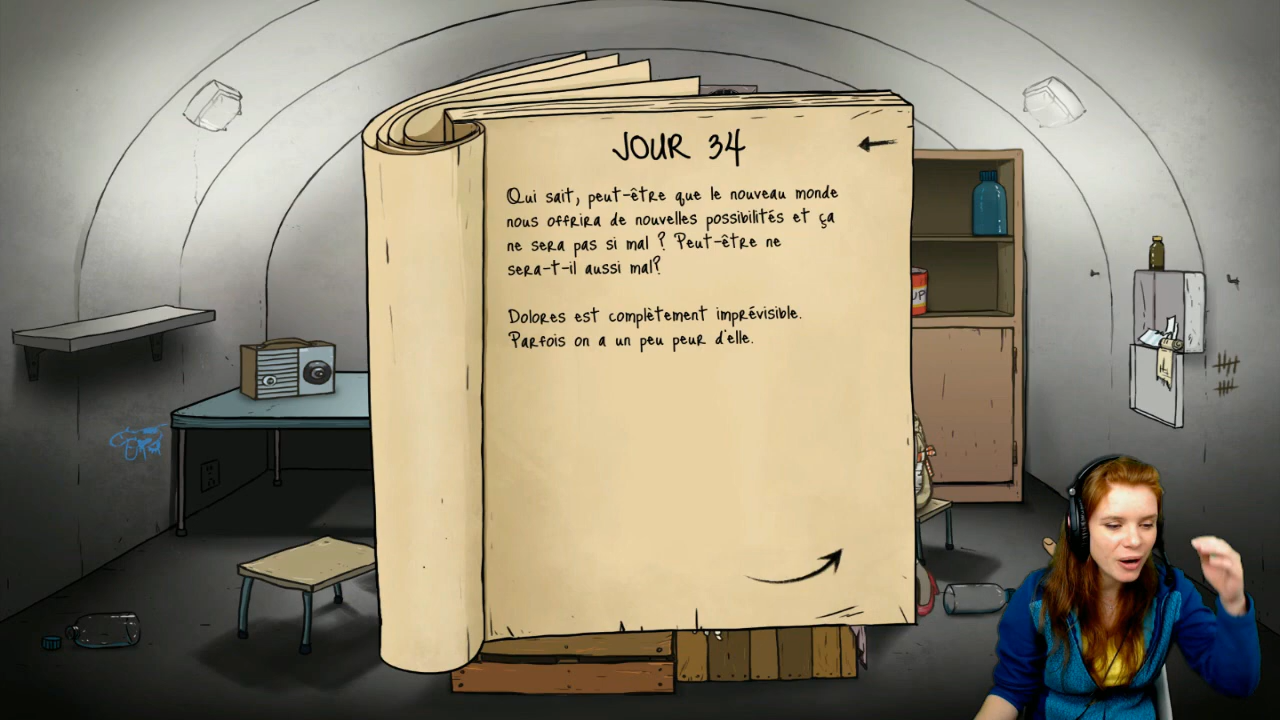 JOUR 34
Qui sait, peut-être que le nouveau monde
nous offrira de nouvelles possibilités et ça
ne sera pas si mal ? Peut-être ne
sera-t-il aussi mal?
Dolores est complètement imprévisible.
Parfois on a un peu peur d'elle.
UP